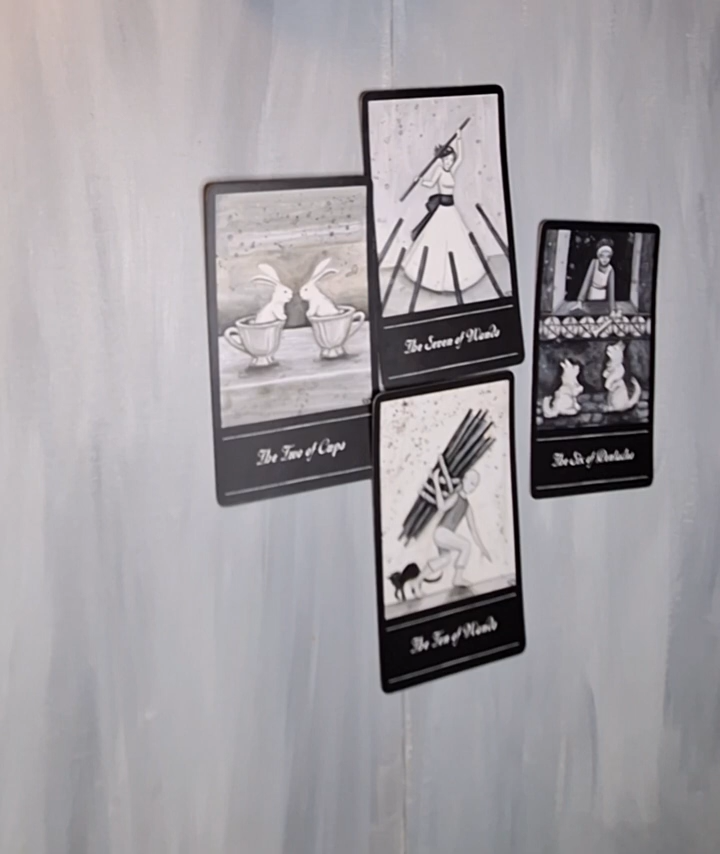 The Seven of Wands
The Two of Cups
The Six of Pentacles
The Ten of Wands